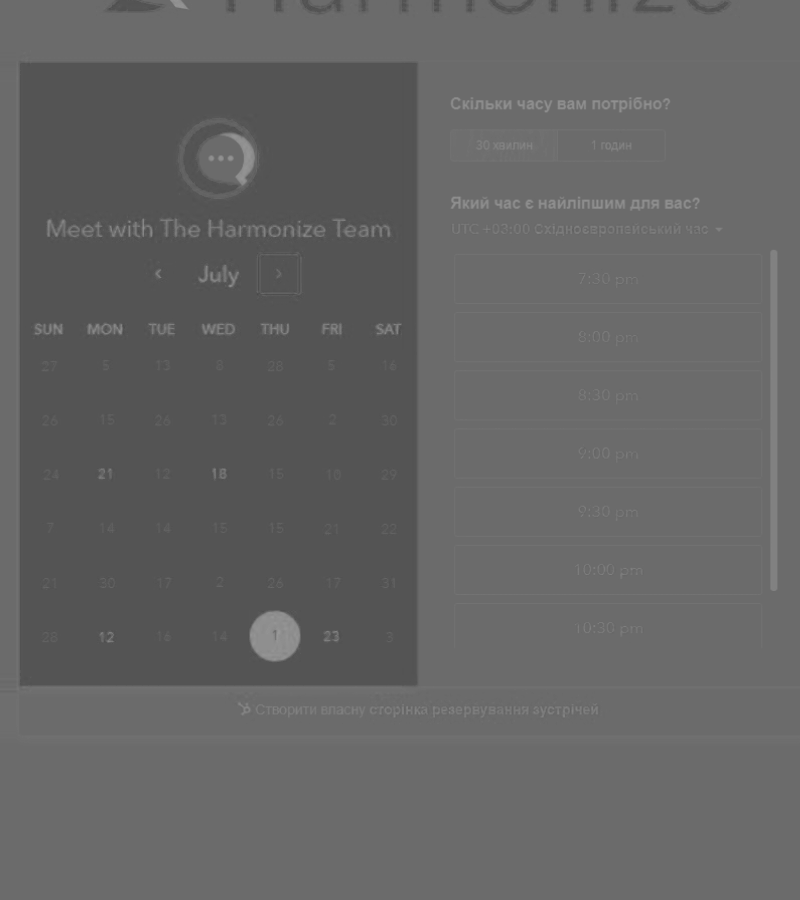 Harmonize
Meet with The Harmonize Team
July
SUN MON TUE WED THU FRI SAT
27 5 13 8 26 5 16
26 15 26 13 26 2 30
24 21 12 18 15 10 29
7 14 14 15 15 21 22
21 30 17 2 26 17 31
28 12 16 14 1 23 3
Скільки часу вам потрібно?
30 хвилин 1 годин
Який час є найліпшим для вас?
UTC +03:00 Східноєвропейський час
7:30 pm
8:00 pm
8:30 pm
9:00 pm
9:30 pm
10:00 pm
10:30 pm
Створити власну сторінка резервування зустрічей